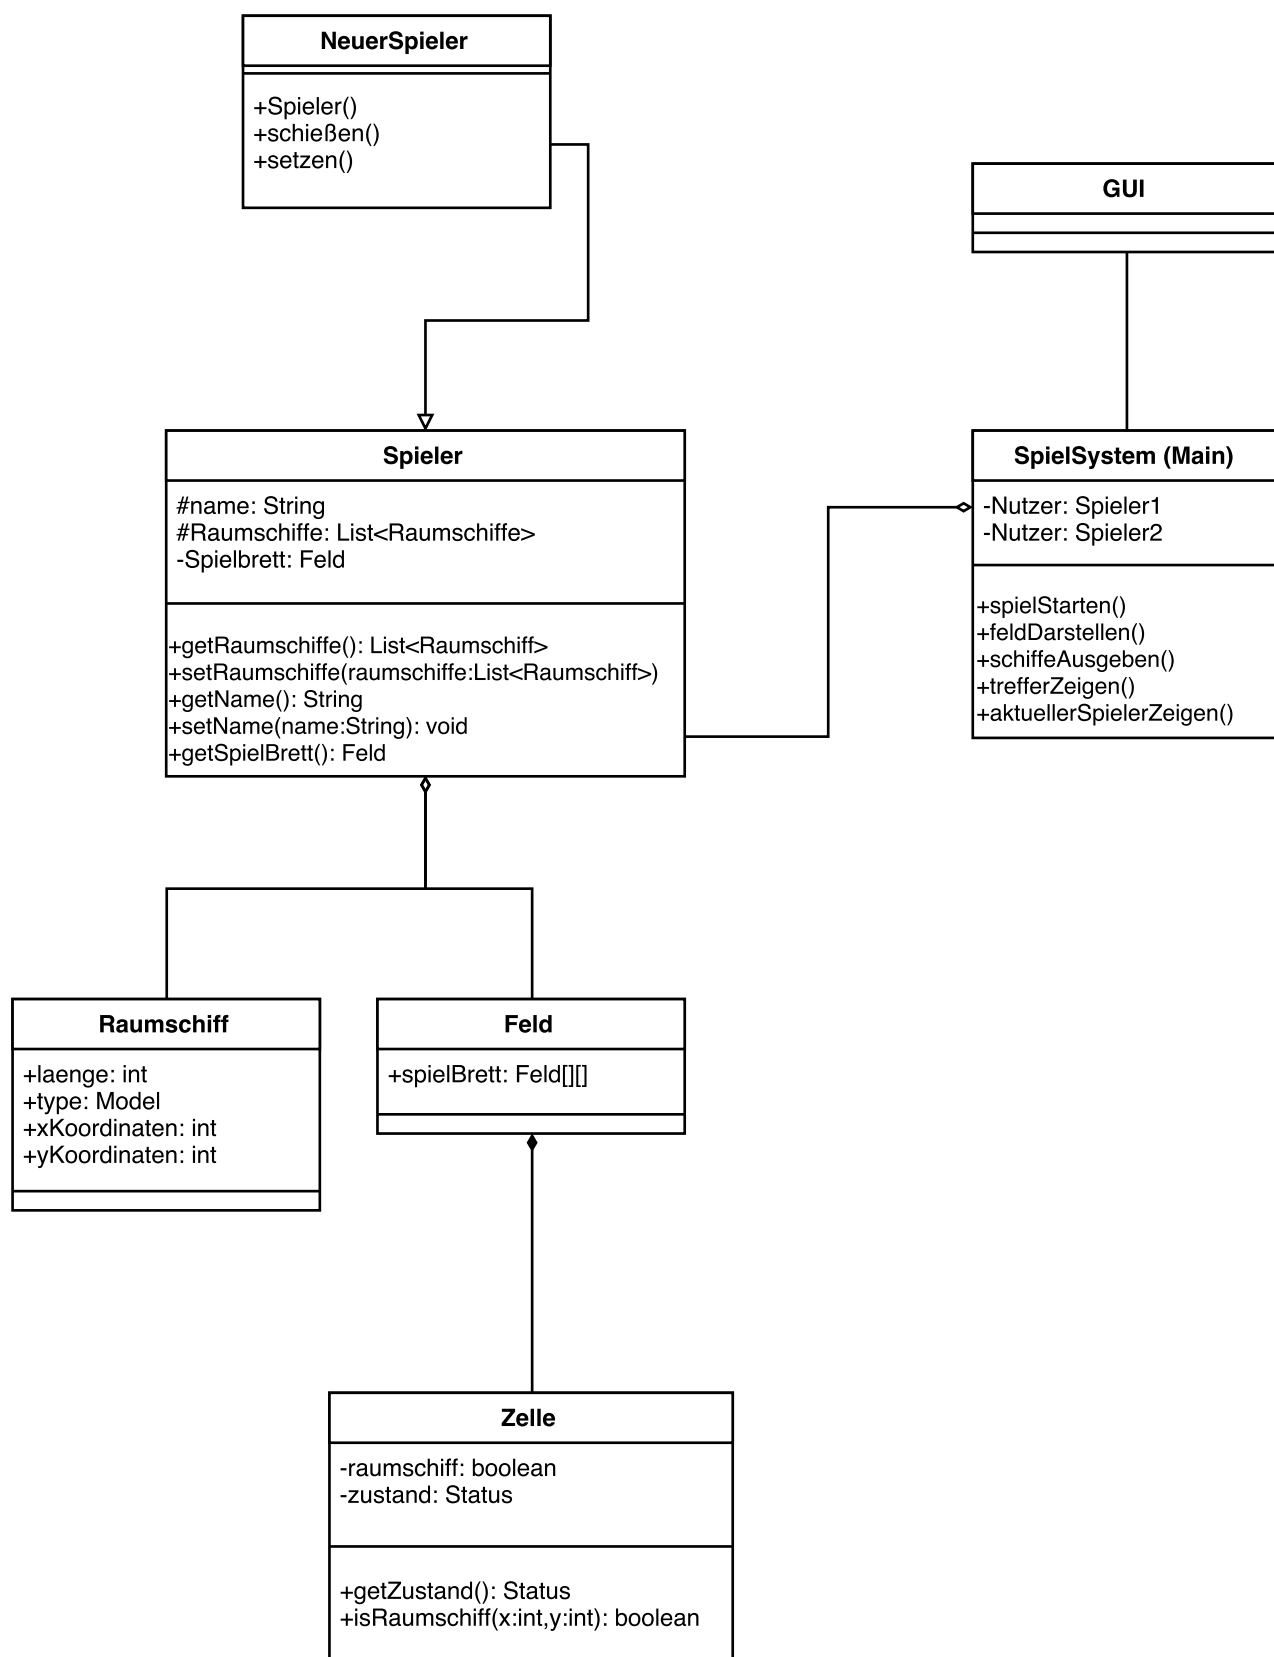 NeuerSpieler
+Spieler()
+schießen()
+setzen()
GUI
Spieler
#name: String
#Raumschiffe: List<Raumschiffe>
-Spielbrett: Feld
+getRaumschiffe(): List<Raumschiff>
+setRaumschiffe(raumschiffe:List<Raumschiff>)
+getName(): String
+setName(name:String): void
+getSpielBrett(): Feld
SpielSystem (Main)
-Nutzer: Spieler1
-Nutzer: Spieler2
+spielStarten()
+feldDarstellen()
+schiffeAusgeben()
+trefferZeigen()
+aktuellerSpielerZeigen()
Raumschiff
+laenge: int
+type: Model
+xKoordinaten: int
+yKoordinaten: int
Feld
+spielBrett: Feld[][]
Zelle
-raumschiff: boolean
-zustand: Status
+getZustand(): Status
+isRaumschiff(x:int,y:int): boolean